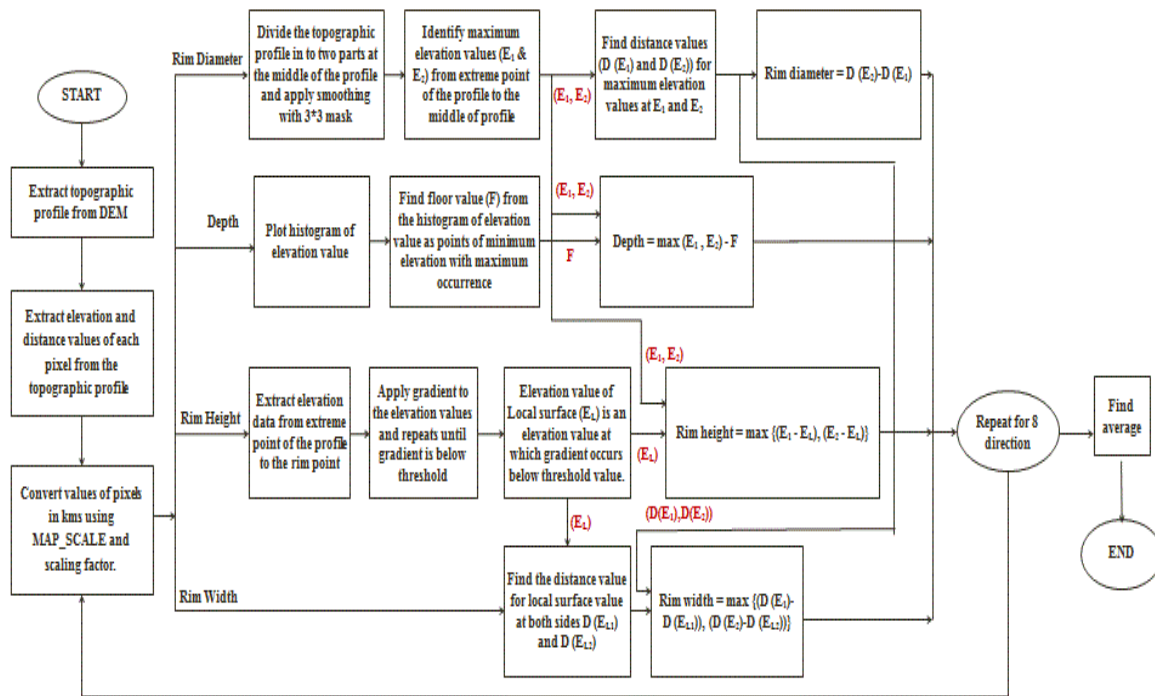 START
Extract topographic
profile from DEM
Extract elevation and
distance values of each
pixel from the
topographic profile
Convert values of pixels
in kms using
MAP_SCALE and
scaling factor.
Rim Diameter
Divide the topographic
profile in to two parts at
the middle of the profile
and apply smoothing
with 3*3 mask
Identify maximum
elevation values (E₁ &
E₂) from extreme point
of the profile to the
middle of profile
(E₁, E₂)
Find distance values
(D (E₁) and D (E₂)) for
maximum elevation
values at E₁ and E₂
Rim diameter = D (E₂)-D (E₁)
Depth
Plot histogram of
elevation value
Find floor value (F) from
the histogram of elevation
value as points of minimum
elevation with maximum
occurrence
(E₁, E₂)
F
Depth = max (E₁ , E₂) - F
(E₁, E₂)
Rim Height
Extract elevation
data from extreme
point of the profile
to the rim point
Apply gradient to
the elevation values
and repeats until
gradient is below
threshold
Elevation value of
Local surface (E_L) is an
elevation value at
which gradient occurs
below threshold value.
(E_L)
Rim height = max {(E₁ - E_L), (E₂ - E_L)}
(E_L)
(D(E₁),D(E₂))
Rim Width
Find the distance value
for local surface value
at both sides D (E_L1)
and D (E_L2)
Rim width = max {(D (E₁)-
D (E_L1)), (D (E₂)-D (E_L2))}
Repeat for 8
direction
Find
average
END